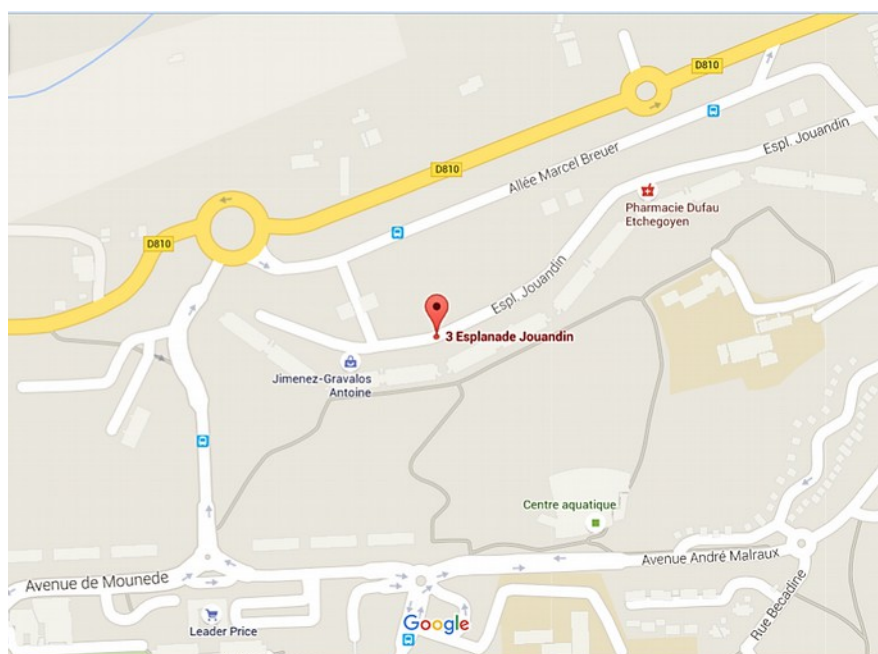 D810
D810
Allée Marcel Breuer
Espl. Jouandin
Pharmacie Dufau
Etchegoyen
D810
Espl. Jouandin
3 Esplanade Jouandin
Jimenez-Gravalos
Antoine
Centre aquatique
Avenue André Malraux
Avenue de Mounede
Rue Becadine
Google
Leader Price